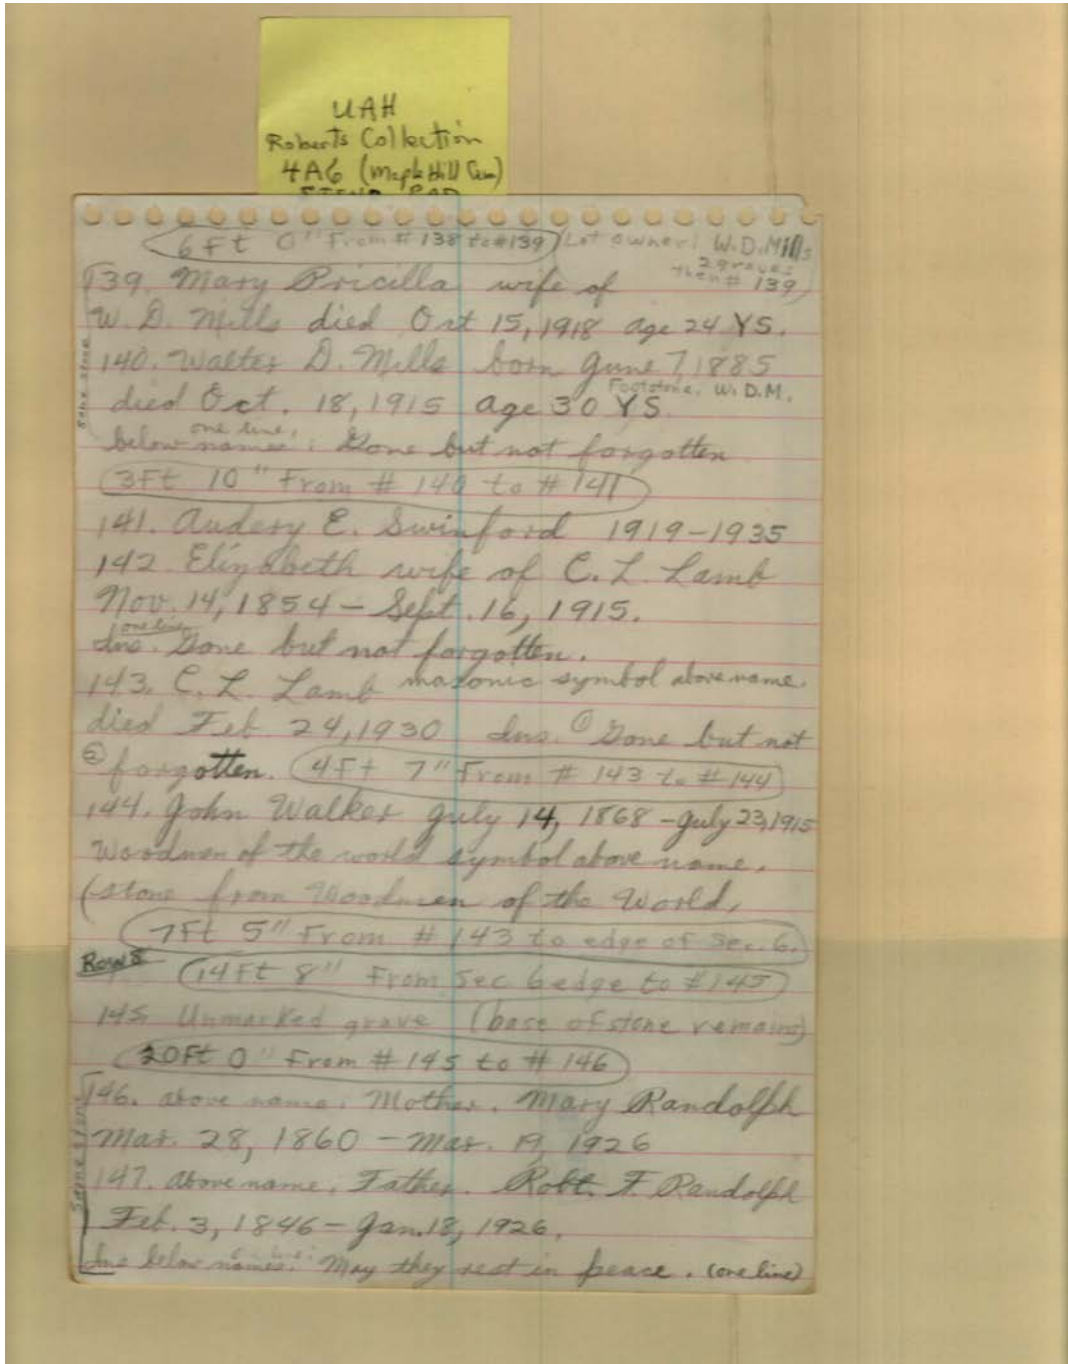 UAH
Roberts Collection
4A6 (Maple Hill Cem)
6 ft 0" From # 138 to #139 Lot owner: W. D. Mills
2 graves
then # 139
139. Mary Pricilla wife of
W. D. Mills died Oct 15, 1918 age 24 YS.
same stone
140. Walter D. Mills born June 7 1885
Footstone, W. D. M.
died Oct. 18, 1915 age 30 YS.
one line,
below names: Gone but not forgotten
3Ft 10" From # 140 to # 141
141. Audery E. Swinford 1919-1935
142 Elizabeth wife of C. L. Lamb
Nov. 14, 1854 - Sept. 16, 1915.
one line
Ins. Gone but not forgotten.
143. C. L. Lamb masonic symbol above name.
died Feb 24, 1930 Ins. ① Gone but not
② forgotten. 4Ft 7" From # 143 to # 144
144. John Walker July 14, 1868 - July 23, 1915
Woodmen of the world symbol above name.
(stone from Woodmen of the World,
7Ft 5" From # 143 to edge of Sec. 6.
Row 8 14Ft 8" From Sec 6 edge to #145
145 Unmarked grave (base of stone remains)
20Ft 0" From # 145 to # 146
146. above name: Mother. Mary Randolph
Mar. 28, 1860 - Mar. 19, 1926
same stone
147. above name, Father. Robt. F. Randolph
Feb. 3, 1846 - Jan. 18, 1926.
Ins below names: May they rest in peace. (one line)